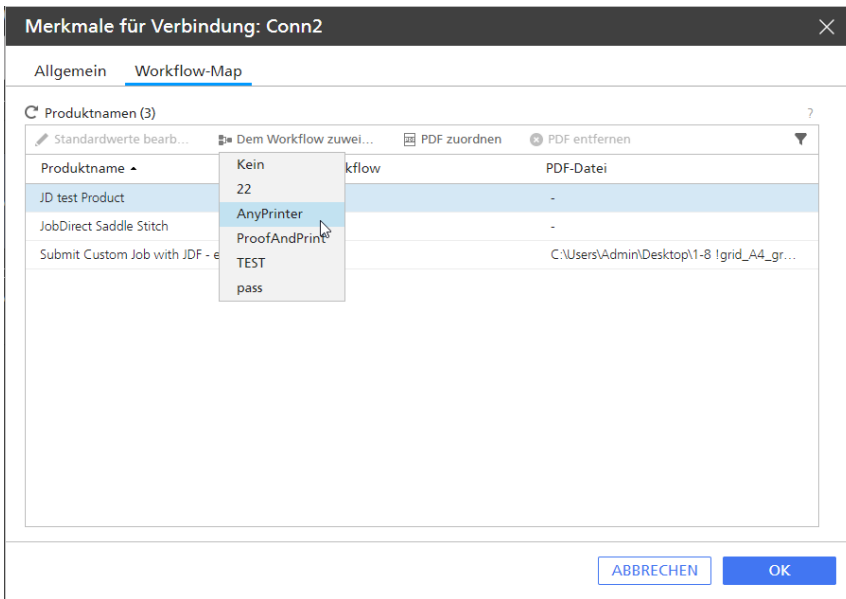 Merkmale für Verbindung: Conn2
Allgemein Workflow-Map
Produktnamen (3) ?
Standardwerte bearb... Dem Workflow zuwei... PDF zuordnen PDF entfernen
Produktname kflow PDF-Datei
JD test Product -
JobDirect Saddle Stitch -
Submit Custom Job with JDF - e C:\Users\Admin\Desktop\1-8 !grid_A4_gr...
Kein
22
AnyPrinter
ProofAndPrint
TEST
pass
ABBRECHEN OK